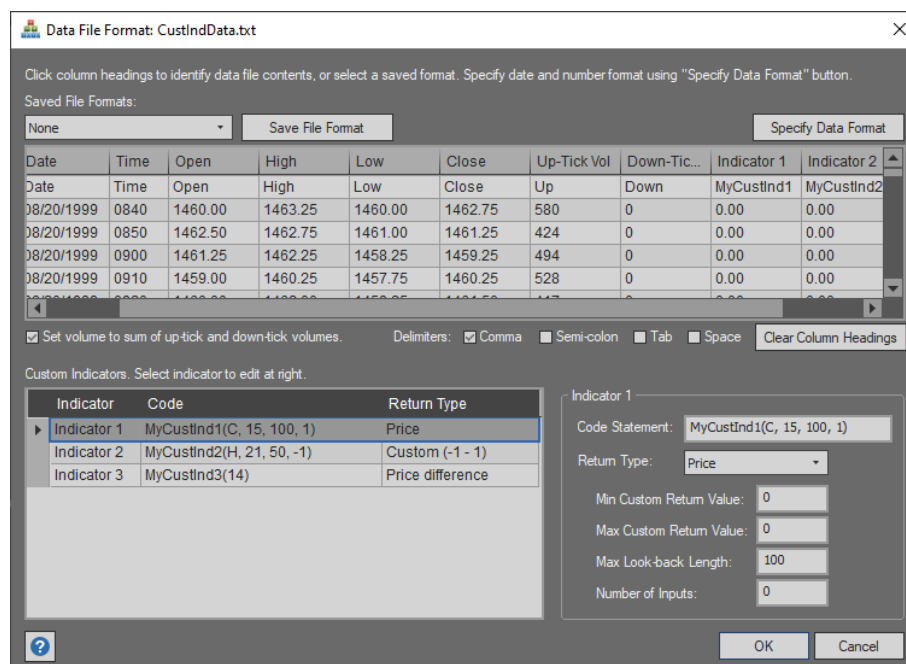 Data File Format: CustIndData.txt
Click column headings to identify data file contents, or select a saved format. Specify date and number format using "Specify Data Format" button.
Saved File Formats:
None Save File Format Specify Data Format
Date Time Open High Low Close Up-Tick Vol Down-Tic... Indicator 1 Indicator 2
Date Time Open High Low Close Up Down MyCustInd1 MyCustInd2
08/20/1999 0840 1460.00 1463.25 1460.00 1462.75 580 0 0.00 0.00
08/20/1999 0850 1462.50 1462.75 1461.00 1461.25 424 0 0.00 0.00
08/20/1999 0900 1461.25 1462.25 1458.25 1459.25 494 0 0.00 0.00
08/20/1999 0910 1459.00 1460.25 1457.75 1460.25 528 0 0.00 0.00
Set volume to sum of up-tick and down-tick volumes. Delimiters: Comma Semi-colon Tab Space Clear Column Headings
Custom Indicators. Select indicator to edit at right.
Indicator Code Return Type
Indicator 1 MyCustInd1(C, 15, 100, 1) Price
Indicator 2 MyCustInd2(H, 21, 50, -1) Custom (-1 - 1)
Indicator 3 MyCustInd3(14) Price difference
Indicator 1
Code Statement: MyCustInd1(C, 15, 100, 1)
Return Type: Price
Min Custom Return Value: 0
Max Custom Return Value: 0
Max Look-back Length: 100
Number of Inputs: 0
? OK Cancel